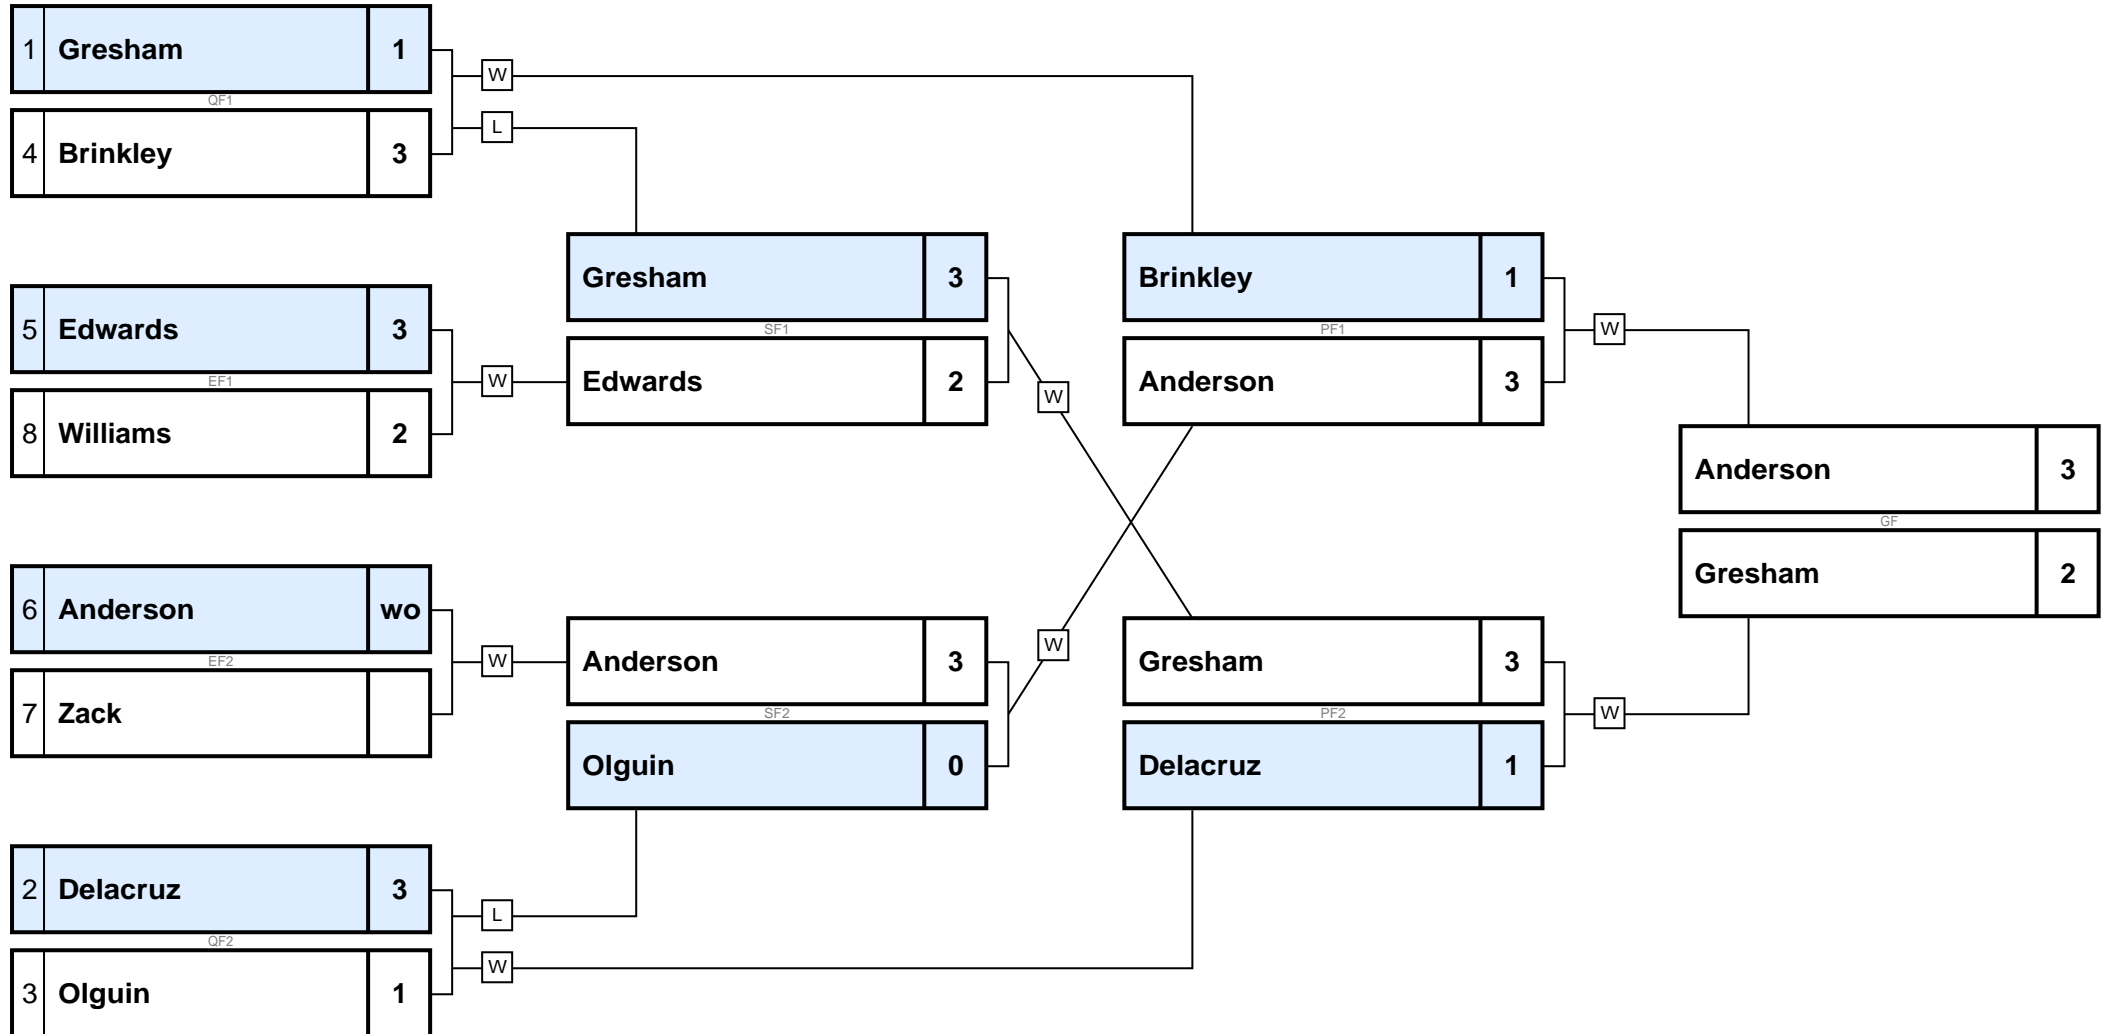 1 Gresham 1
QF1
4 Brinkley 3
W
L
5 Edwards 3
EF1
8 Williams 2
W
6 Anderson wo
EF2
7 Zack
W
2 Delacruz 3
QF2
3 Olguin 1
L
W
Gresham 3
SF1
Edwards 2
W
Anderson 3
SF2
Olguin 0
W
Brinkley 1
PF1
Anderson 3
W
Gresham 3
PF2
Delacruz 1
W
Anderson 3
GF
Gresham 2